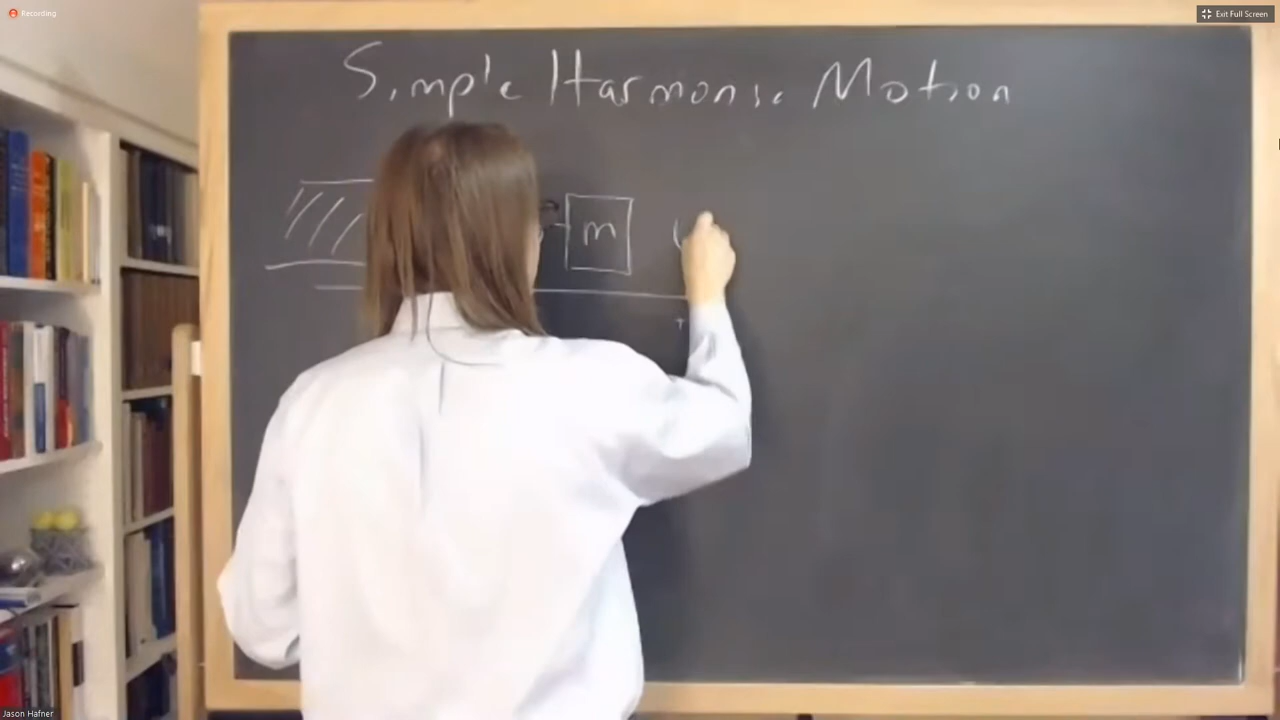 Recording
Exit Full Screen
Simple Harmonic Motion
m
+
Jason Hafner